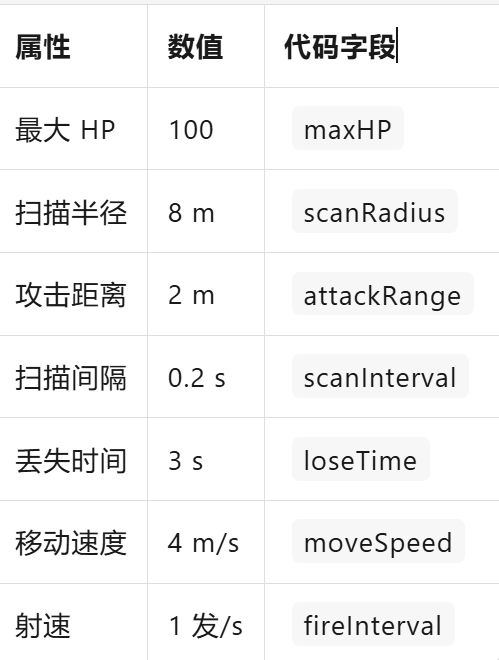 属性 数值 代码字段
最大 HP 100 maxHP
扫描半径 8 m scanRadius
攻击距离 2 m attackRange
扫描间隔 0.2 s scanInterval
丢失时间 3 s loseTime
移动速度 4 m/s moveSpeed
射速 1 发/s fireInterval